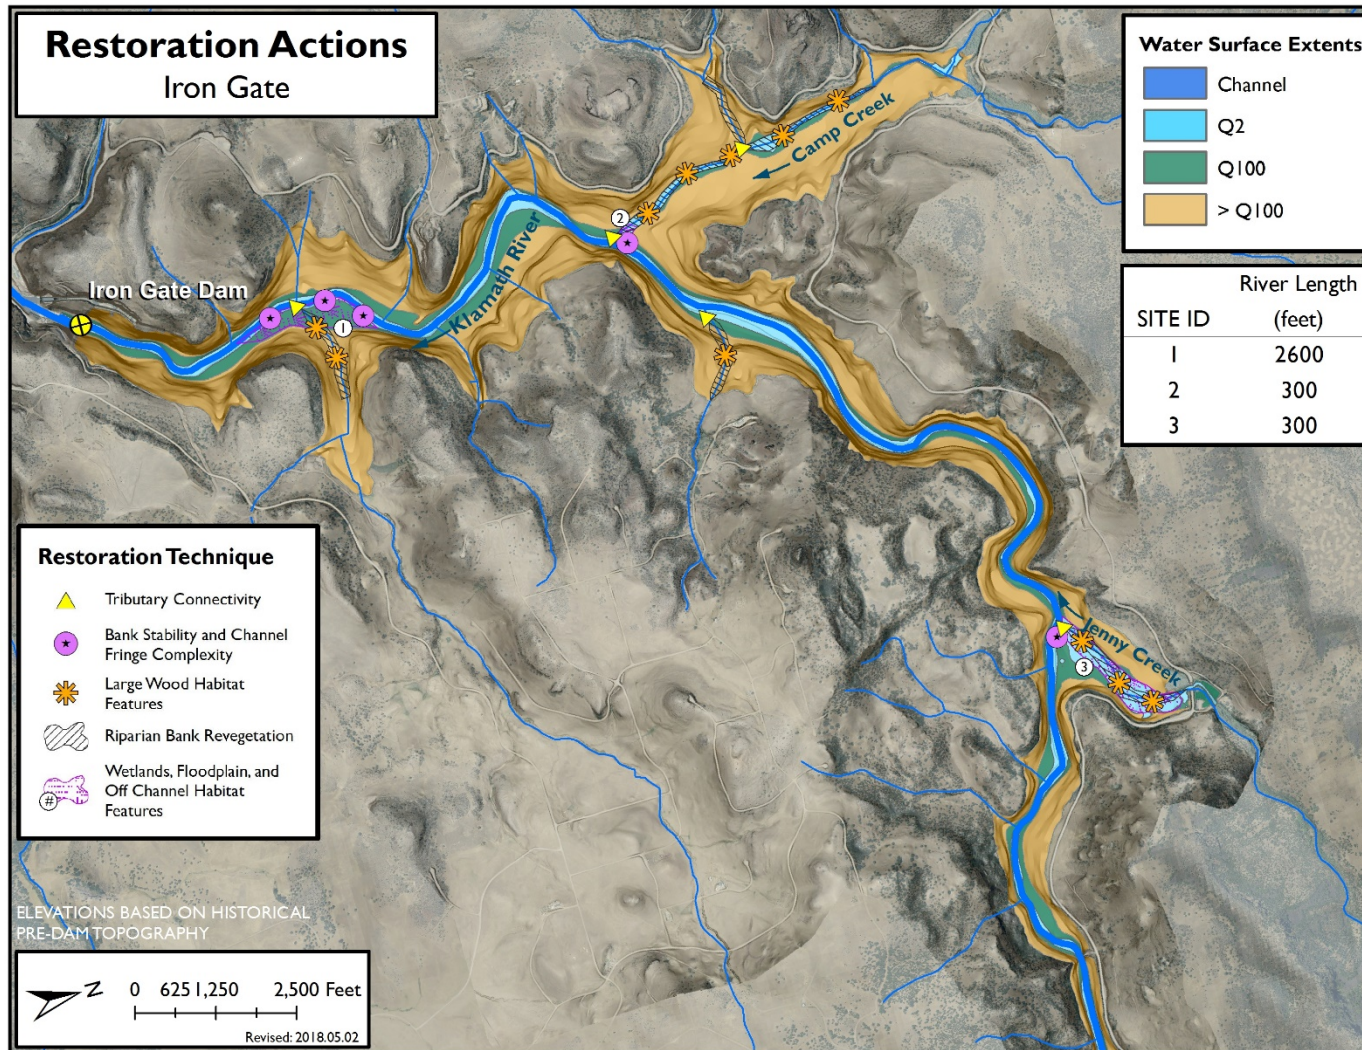 Restoration Actions
Iron Gate
Water Surface Extents
Channel
Q2
Q100
> Q100
River Length
SITE ID (feet)
1 2600
2 300
3 300
Camp Creek
2
Klamath River
Iron Gate Dam
1
Jenny Creek
3
Restoration Technique
Tributary Connectivity
Bank Stability and Channel
Fringe Complexity
Large Wood Habitat
Features
Riparian Bank Revegetation
Wetlands, Floodplain, and
Off Channel Habitat
Features
#
ELEVATIONS BASED ON HISTORICAL
PRE-DAM TOPOGRAPHY
N 0 625 1,250 2,500 Feet
Revised: 2018.05.02